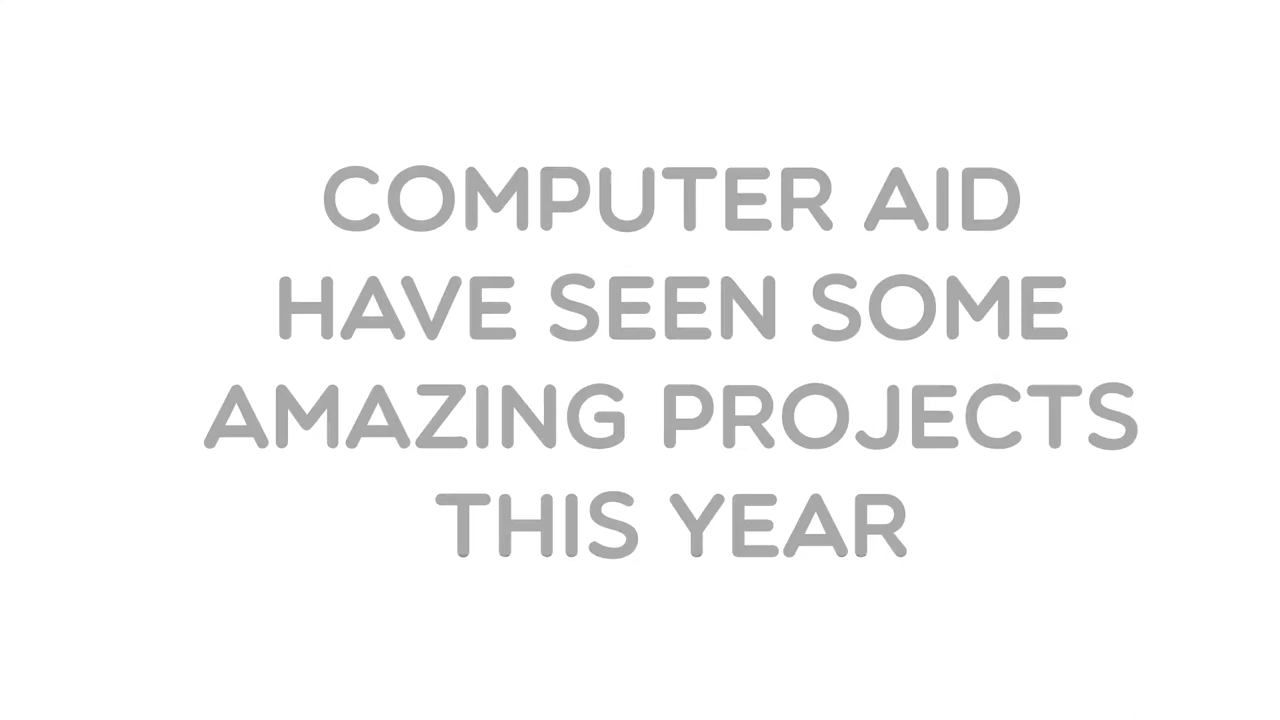 COMPUTER AID
HAVE SEEN SOME
AMAZING PROJECTS
THIS YEAR